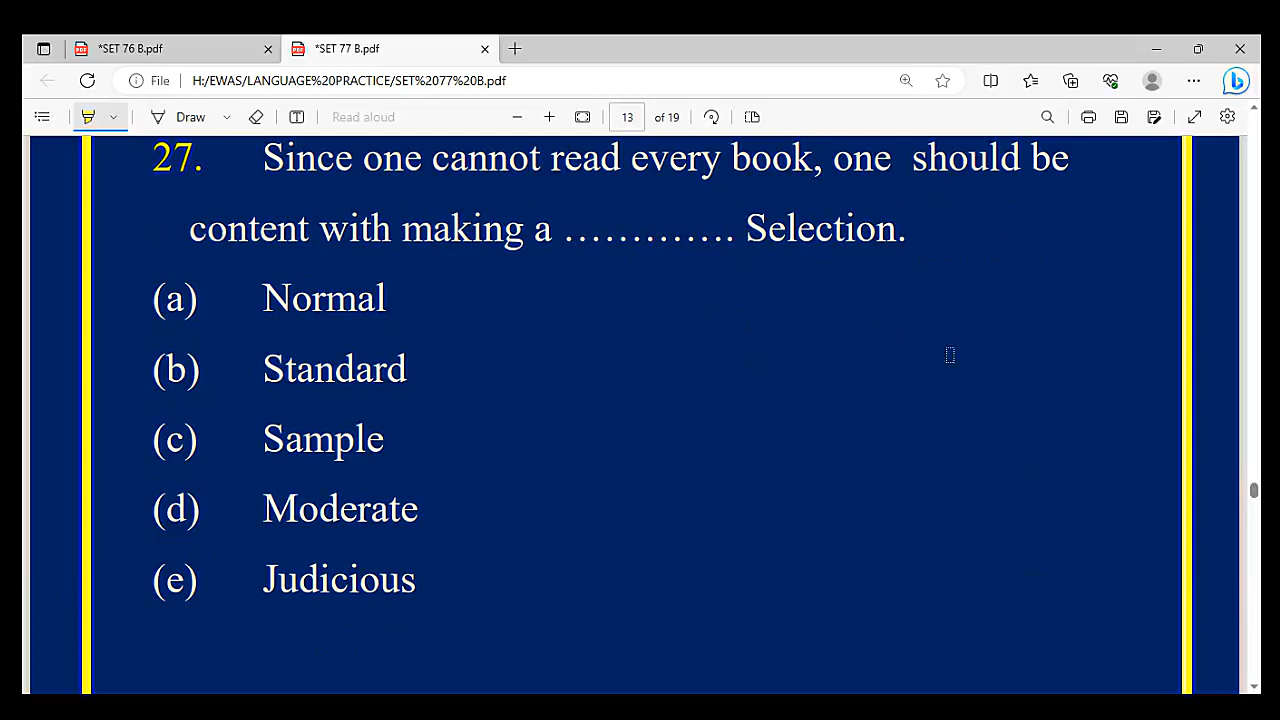 *SET 76 B.pdf
*SET 77 B.pdf
File H:/EWAS/LANGUAGE%20PRACTICE/SET%2077%20B.pdf
Draw Read aloud 13 of 19
27. Since one cannot read every book, one should be
content with making a …………. Selection.
(a) Normal
(b) Standard
(c) Sample
(d) Moderate
(e) Judicious